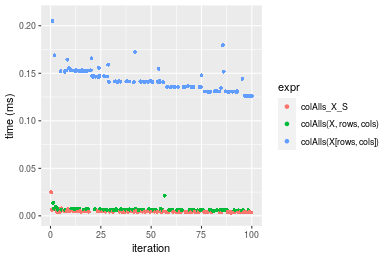 0.20
0.15
0.10
0.05
0.00
time (ms)
0 25 50 75 100
iteration
expr
colAlls_X_S
colAlls(X, rows, cols)
colAlls(X[rows, cols])